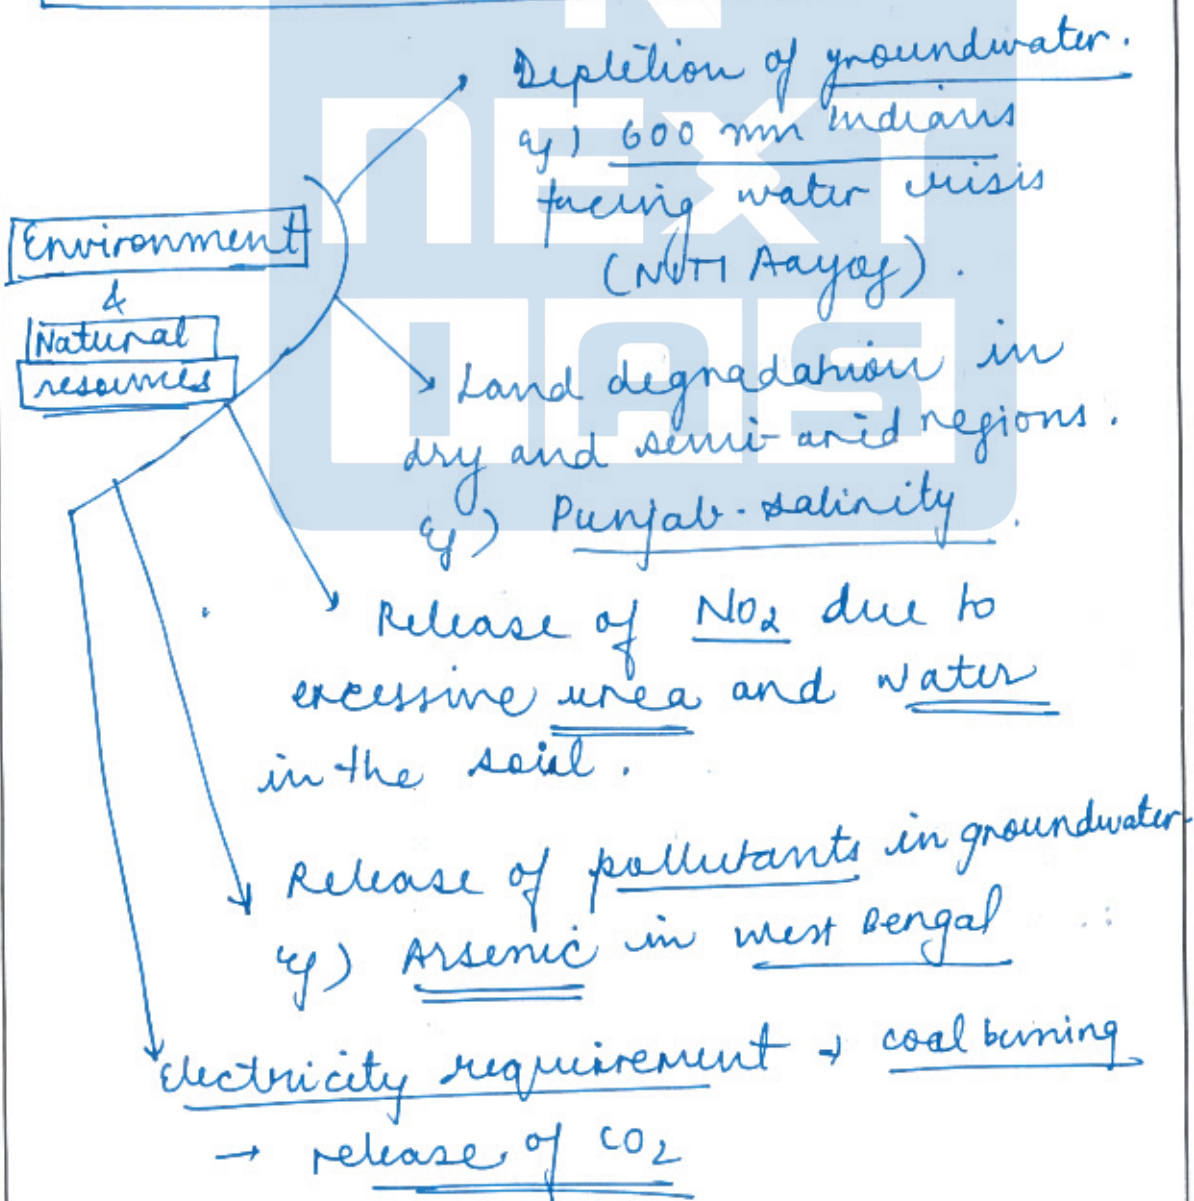 Depletion of groundwater.
eg) 600 mn Indians
facing water crisis
(NITI Aayog).
Environment
&
Natural
resources
Land degradation in
dry and semi-arid regions.
eg) Punjab - salinity.
Release of NO2 due to
excessive urea and water
in the soil.
Release of pollutants in groundwater.
eg) Arsenic in West Bengal
Electricity requirement → coal burning
→ release of CO2
N
NEXT
IAS